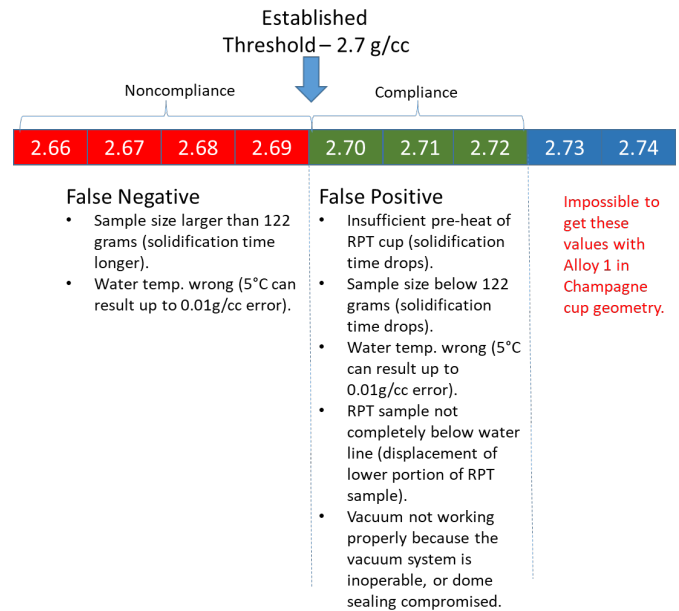 Established
Threshold – 2.7 g/cc
Noncompliance
Compliance
2.66 2.67 2.68 2.69 2.70 2.71 2.72 2.73 2.74
False Negative
• Sample size larger than 122
grams (solidification time
longer).
• Water temp. wrong (5°C can
result up to 0.01g/cc error).
False Positive
• Insufficient pre-heat of
RPT cup (solidification
time drops).
• Sample size below 122
grams (solidification
time drops).
• Water temp. wrong (5°C
can result up to
0.01g/cc error).
• RPT sample not
completely below water
line (displacement of
lower portion of RPT
sample).
• Vacuum not working
properly because the
vacuum system is
inoperable, or dome
sealing compromised.
Impossible to
get these
values with
Alloy 1 in
Champagne
cup geometry.